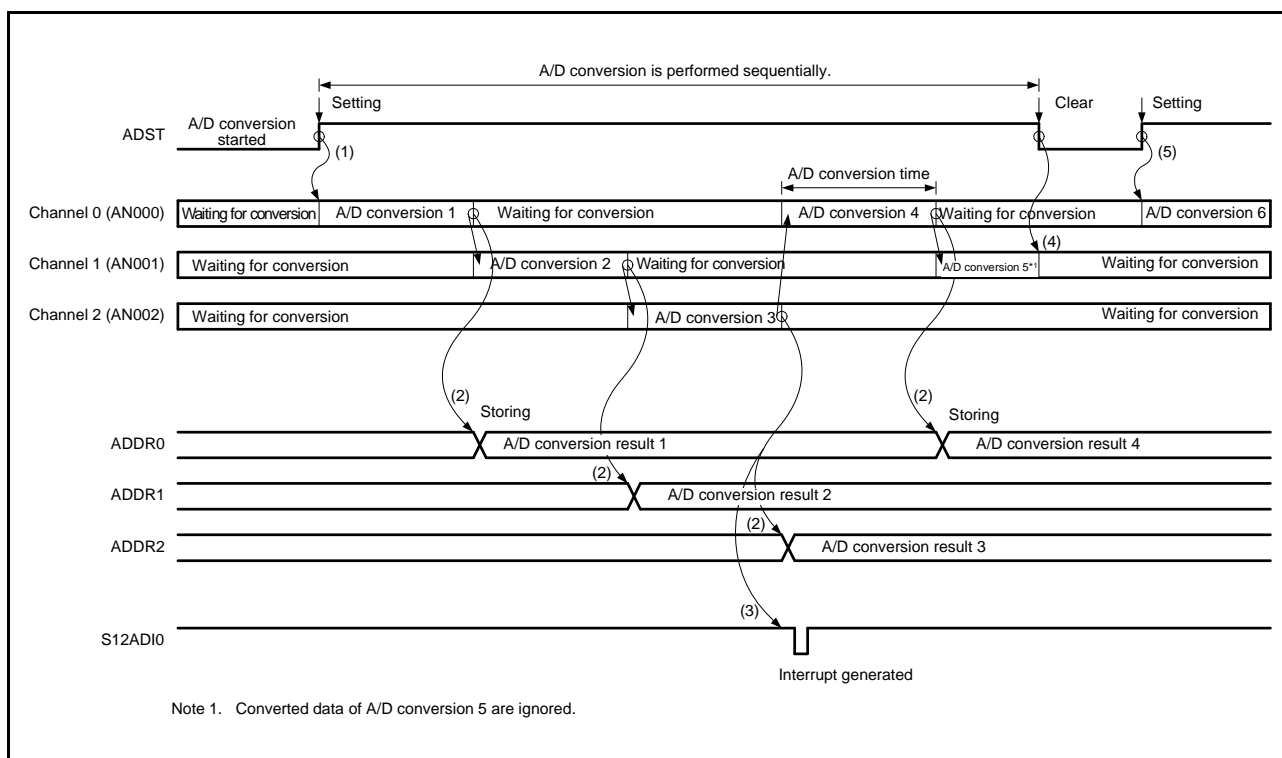 A/D conversion is performed sequentially.
Setting
Clear
Setting
ADST
A/D conversion
started
(1)
(5)
A/D conversion time
Channel 0 (AN000)
Waiting for conversion
A/D conversion 1
Waiting for conversion
A/D conversion 4
Waiting for conversion
A/D conversion 6
(4)
Channel 1 (AN001)
Waiting for conversion
A/D conversion 2
Waiting for conversion
A/D conversion 5*1
Waiting for conversion
Channel 2 (AN002)
Waiting for conversion
A/D conversion 3
Waiting for conversion
(2)
Storing
(2)
Storing
ADDR0
A/D conversion result 1
A/D conversion result 4
(2)
ADDR1
A/D conversion result 2
(2)
ADDR2
A/D conversion result 3
(3)
S12ADI0
Interrupt generated
Note 1. Converted data of A/D conversion 5 are ignored.